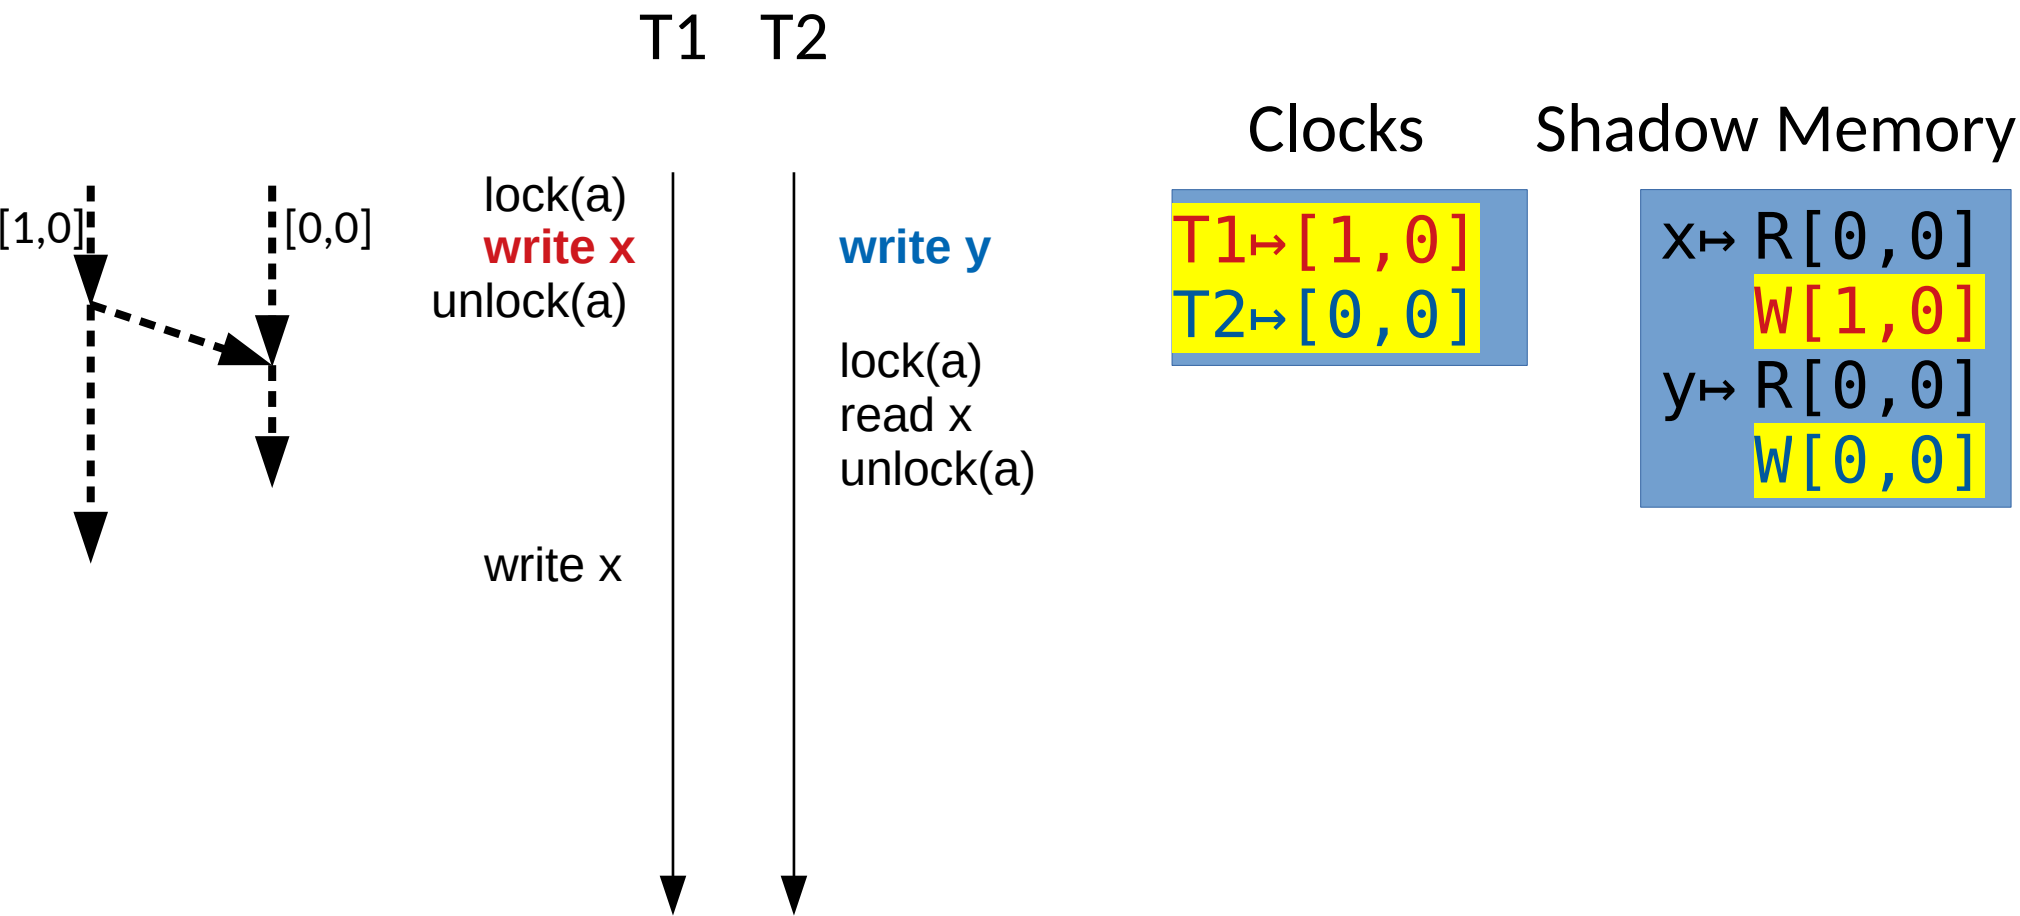 T1 T2
Clocks
Shadow Memory
[1,0]
[0,0]
lock(a)
write x
unlock(a)
write x
write y
lock(a)
read x
unlock(a)
T1↦[1,0]
T2↦[0,0]
x↦ R[0,0]
W[1,0]
y↦ R[0,0]
W[0,0]